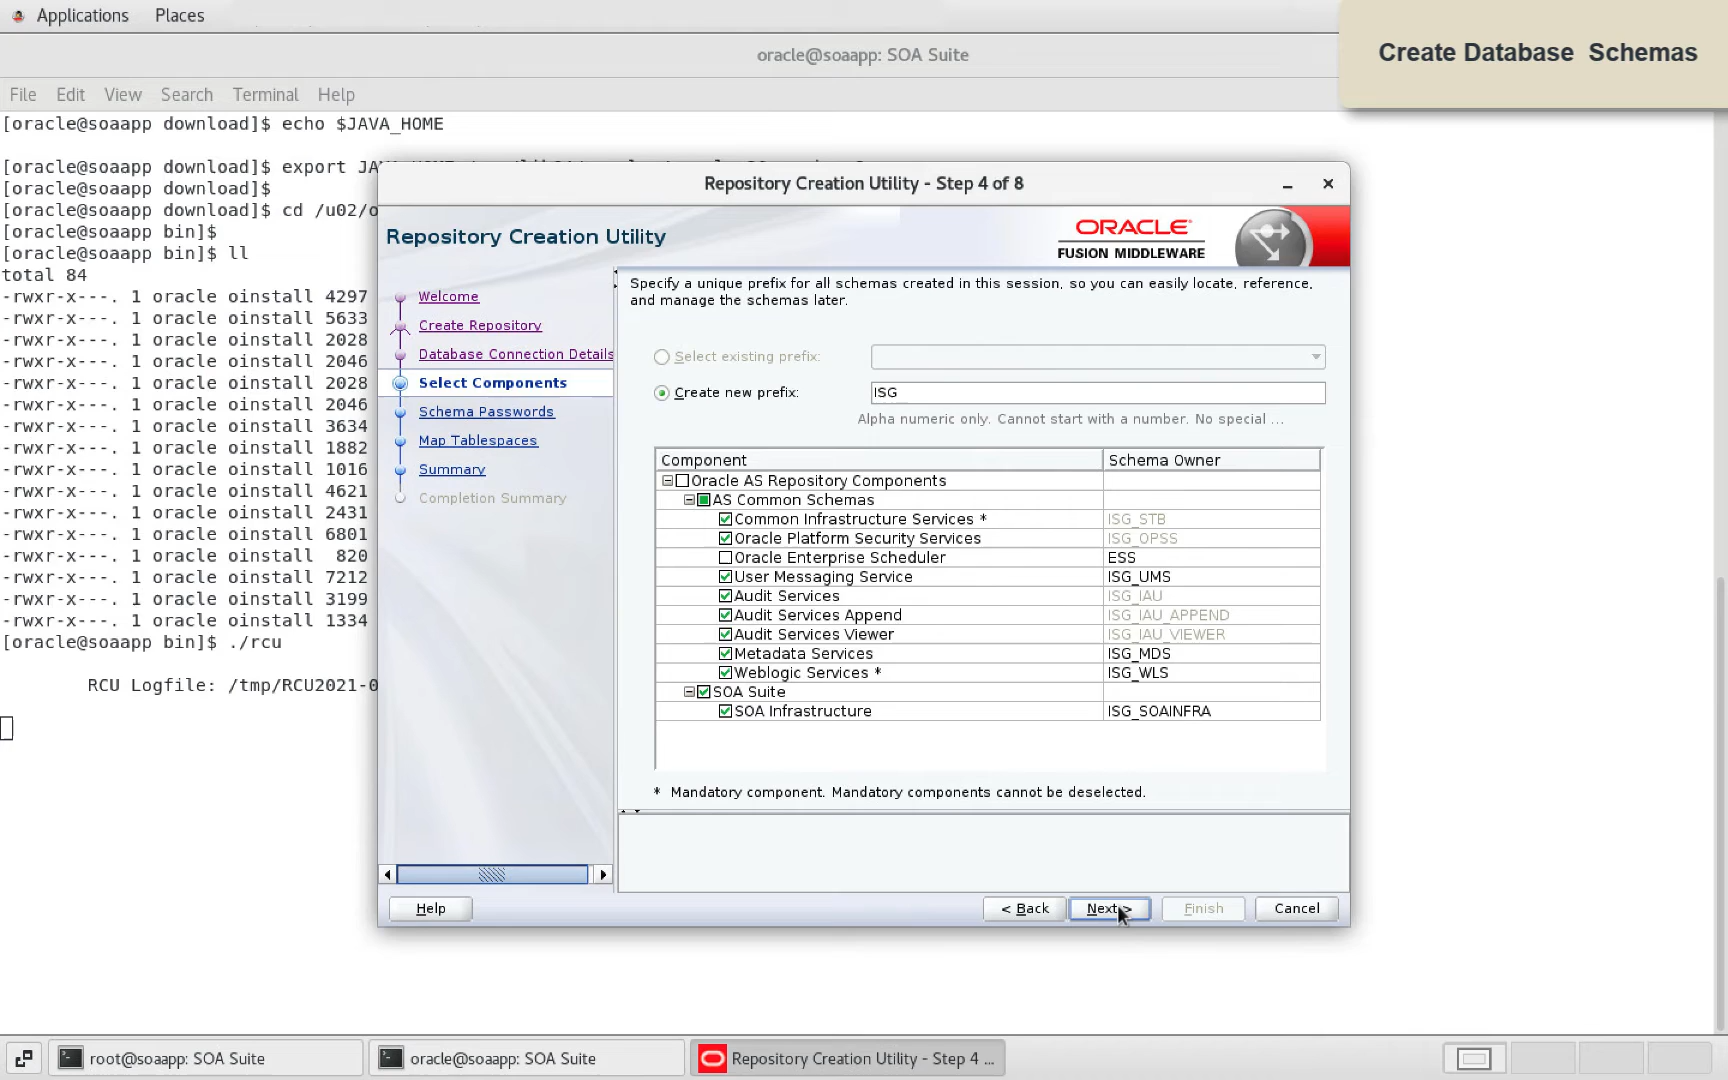 Applications Places
Create Database Schemas
oracle@soaapp: SOA Suite
File Edit View Search Terminal Help
[oracle@soaapp download]$ echo $JAVA_HOME
[oracle@soaapp download]$ export
[oracle@soaapp download]$
[oracle@soaapp download]$ cd /u02/o
[oracle@soaapp bin]$
[oracle@soaapp bin]$ ll
total 84
-rwxr-x---. 1 oracle oinstall 4297
-rwxr-x---. 1 oracle oinstall 5633
-rwxr-x---. 1 oracle oinstall 2028
-rwxr-x---. 1 oracle oinstall 2046
-rwxr-x---. 1 oracle oinstall 2028
-rwxr-x---. 1 oracle oinstall 2046
-rwxr-x---. 1 oracle oinstall 3634
-rwxr-x---. 1 oracle oinstall 1882
-rwxr-x---. 1 oracle oinstall 1016
-rwxr-x---. 1 oracle oinstall 4621
-rwxr-x---. 1 oracle oinstall 2431
-rwxr-x---. 1 oracle oinstall 6801
-rwxr-x---. 1 oracle oinstall 820
-rwxr-x---. 1 oracle oinstall 7212
-rwxr-x---. 1 oracle oinstall 3199
-rwxr-x---. 1 oracle oinstall 1334
[oracle@soaapp bin]$ ./rcu
RCU Logfile: /tmp/RCU2021-0
Repository Creation Utility - Step 4 of 8
Repository Creation Utility
ORACLE
FUSION MIDDLEWARE
Welcome
Create Repository
Database Connection Details
Select Components
Schema Passwords
Map Tablespaces
Summary
Completion Summary
Specify a unique prefix for all schemas created in this session, so you can easily locate, reference,
and manage the schemas later.
Select existing prefix:
Create new prefix: ISG
Alpha numeric only. Cannot start with a number. No special ...
Component Schema Owner
Oracle AS Repository Components
AS Common Schemas
Common Infrastructure Services * ISG_STB
Oracle Platform Security Services ISG_OPSS
Oracle Enterprise Scheduler ESS
User Messaging Service ISG_UMS
Audit Services ISG_IAU
Audit Services Append ISG_IAU_APPEND
Audit Services Viewer ISG_IAU_VIEWER
Metadata Services ISG_MDS
Weblogic Services * ISG_WLS
SOA Suite
SOA Infrastructure ISG_SOAINFRA
* Mandatory component. Mandatory components cannot be deselected.
Help < Back Next > Finish Cancel
root@soaapp: SOA Suite oracle@soaapp: SOA Suite Repository Creation Utility - Step 4 ...